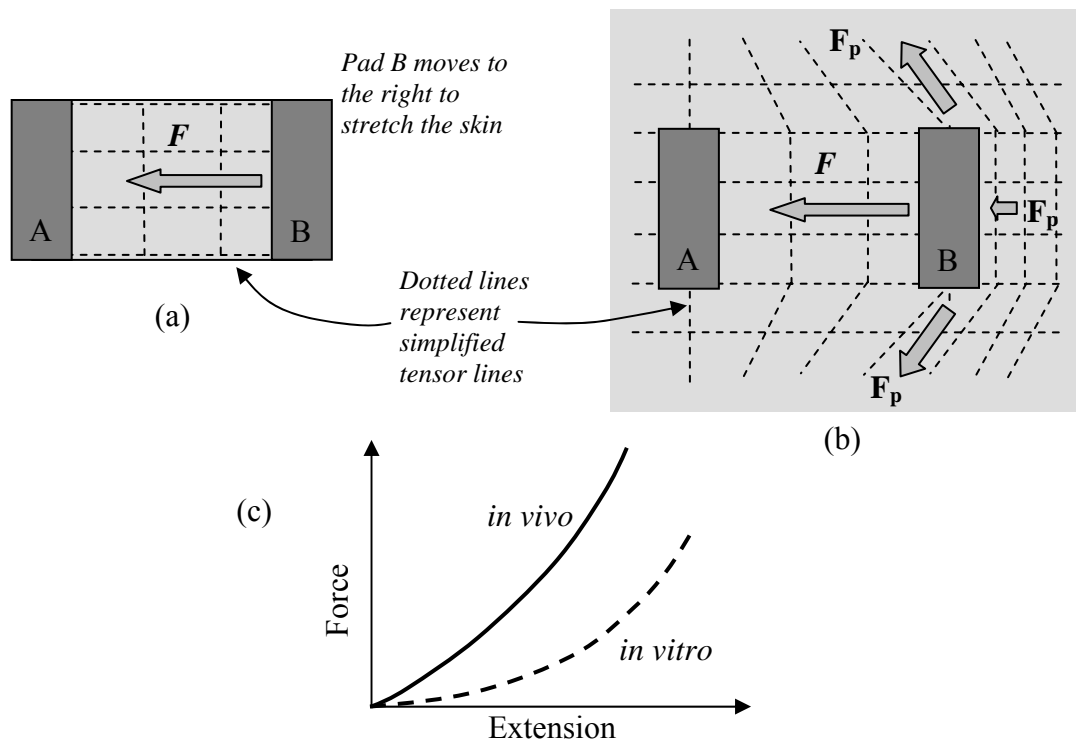 Pad B moves to
the right to
stretch the skin
F
A
B
(a)
Dotted lines
represent
simplified
tensor lines
Fp
F
Fp
A
B
Fp
(b)
(c)
in vivo
in vitro
Force
Extension